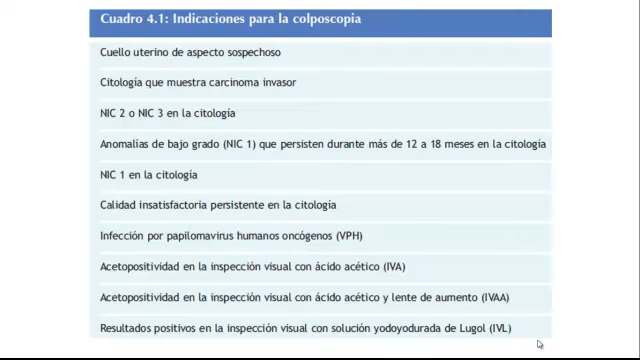 Cuadro 4.1: Indicaciones para la colposcopia
Cuello uterino de aspecto sospechoso
Citología que muestra carcinoma invasor
NIC 2 o NIC 3 en la citología
Anomalías de bajo grado (NIC 1) que persisten durante más de 12 a 18 meses en la citología
NIC 1 en la citología
Calidad insatisfactoria persistente en la citología
Infección por papilomavirus humanos oncógenos (VPH)
Acetopositividad en la inspección visual con ácido acético (IVA)
Acetopositividad en la inspección visual con ácido acético y lente de aumento (IVAA)
Resultados positivos en la inspección visual con solución yodoyodurada de Lugol (IVL)